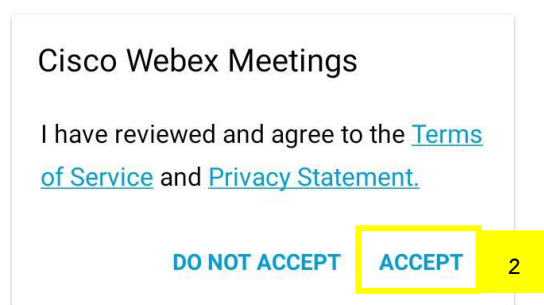 Cisco Webex Meetings
I have reviewed and agree to the Terms
of Service and Privacy Statement.
DO NOT ACCEPT ACCEPT 2